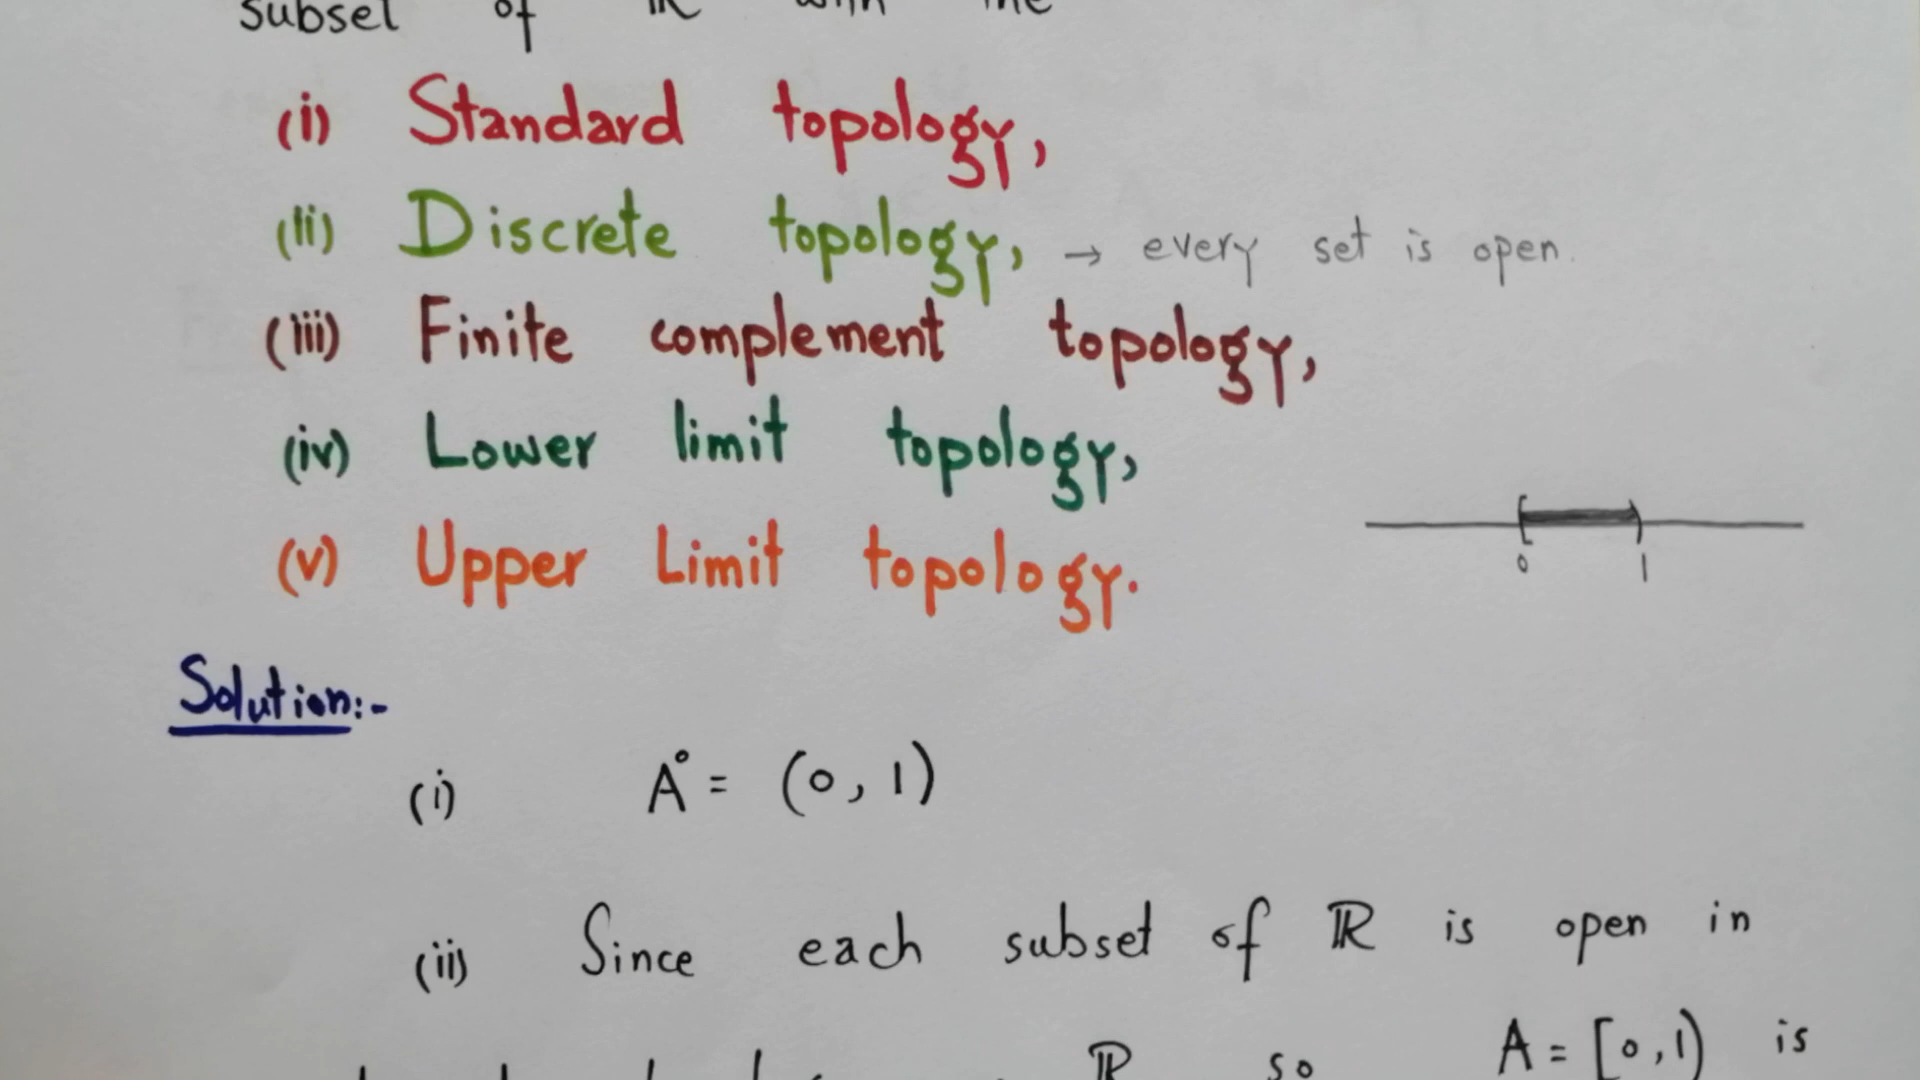 subset of ℝ with the
(i) Standard topology,
(ii) Discrete topology, → every set is open.
(iii) Finite complement topology,
(iv) Lower limit topology,
(v) Upper Limit topology.
0 1
Solution:-
(i) A° = (0, 1)
(ii) Since each subset of ℝ is open in
ℝ so A = [0, 1) is